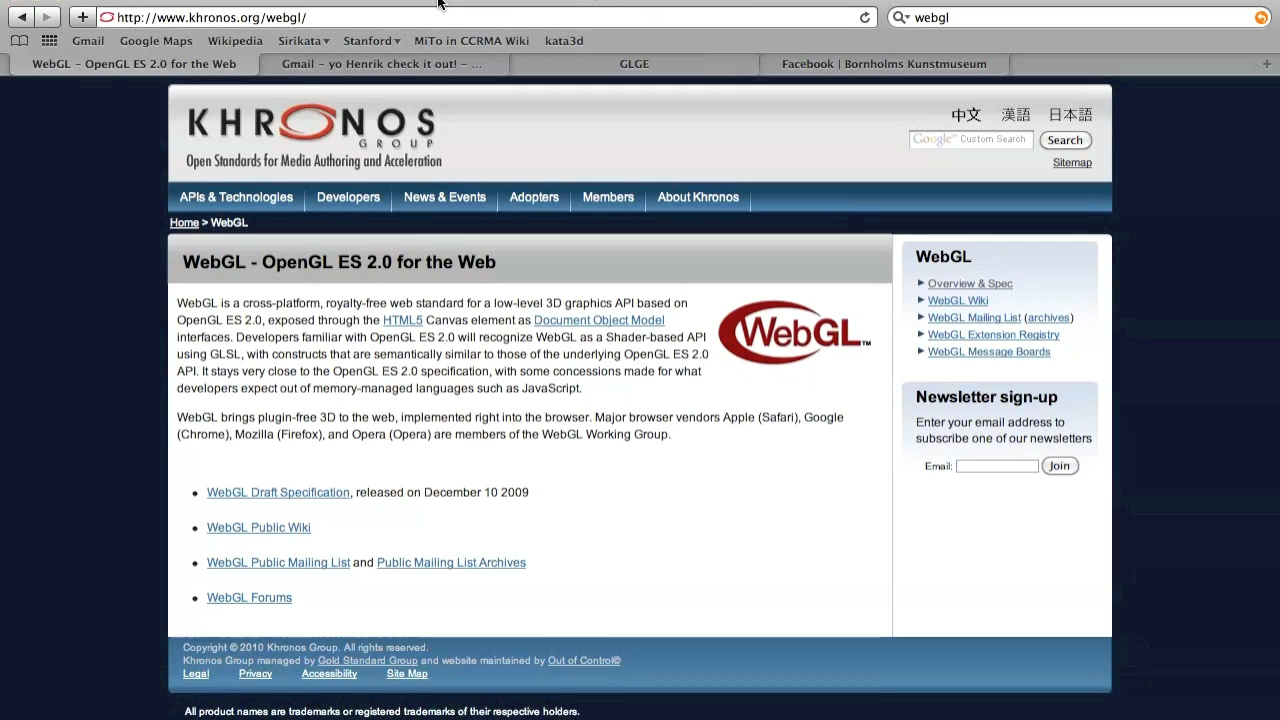 http://www.khronos.org/webgl/
webgl
Gmail Google Maps Wikipedia Sirikata▾ Stanford▾ MiTo in CCRMA Wiki kata3d
WebGL – OpenGL ES 2.0 for the Web
Gmail – yo Henrik check it out! – ...
GLGE
Facebook | Bornholms Kunstmuseum
KHRONOS
GROUP
Open Standards for Media Authoring and Acceleration
中文 漢語 日本語
Google™ Custom Search
Search
Sitemap
APIs & Technologies Developers News & Events Adopters Members About Khronos
Home > WebGL
WebGL - OpenGL ES 2.0 for the Web
WebGL is a cross-platform, royalty-free web standard for a low-level 3D graphics API based on
OpenGL ES 2.0, exposed through the HTML5 Canvas element as Document Object Model
interfaces. Developers familiar with OpenGL ES 2.0 will recognize WebGL as a Shader-based API
using GLSL, with constructs that are semantically similar to those of the underlying OpenGL ES 2.0
API. It stays very close to the OpenGL ES 2.0 specification, with some concessions made for what
developers expect out of memory-managed languages such as JavaScript.
WebGL™
WebGL brings plugin-free 3D to the web, implemented right into the browser. Major browser vendors Apple (Safari), Google
(Chrome), Mozilla (Firefox), and Opera (Opera) are members of the WebGL Working Group.
• WebGL Draft Specification, released on December 10 2009
• WebGL Public Wiki
• WebGL Public Mailing List and Public Mailing List Archives
• WebGL Forums
WebGL
Overview & Spec
WebGL Wiki
WebGL Mailing List (archives)
WebGL Extension Registry
WebGL Message Boards
Newsletter sign-up
Enter your email address to
subscribe one of our newsletters
Email: Join
Copyright © 2010 Khronos Group. All rights reserved.
Khronos Group managed by Gold Standard Group and website maintained by Out of Control©
Legal Privacy Accessibility Site Map
All product names are trademarks or registered trademarks of their respective holders.